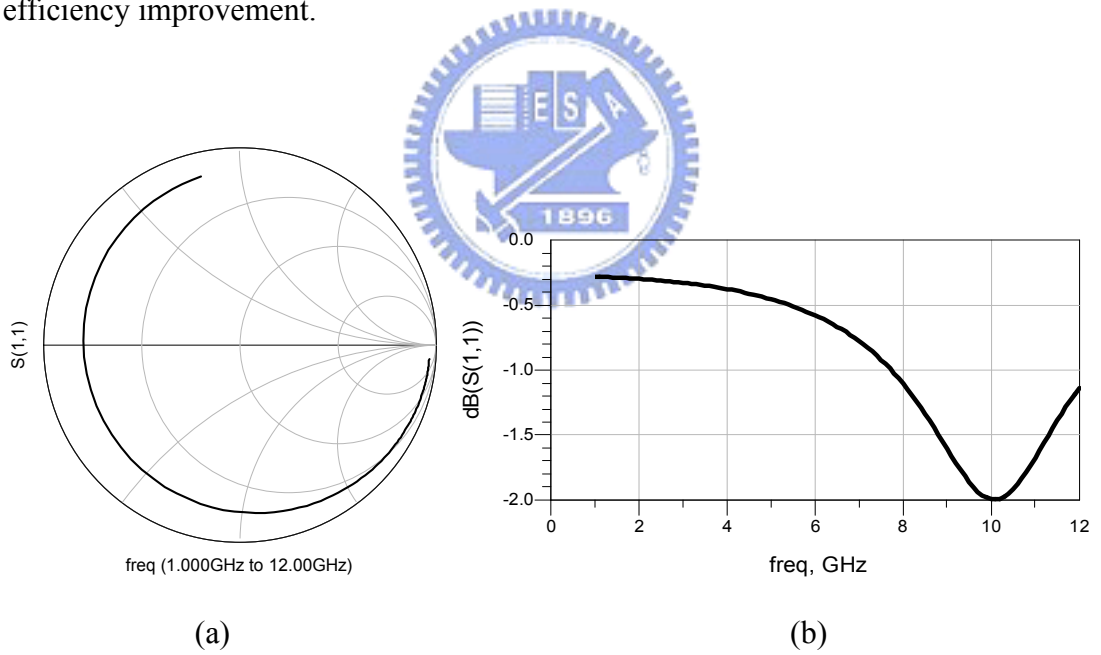 efficiency improvement.
E S A
1896
S(1,1)
freq (1.000GHz to 12.00GHz)
(a)
dB(S(1,1))
0.0
-0.5
-1.0
-1.5
-2.0
0 2 4 6 8 10 12
freq, GHz
(b)